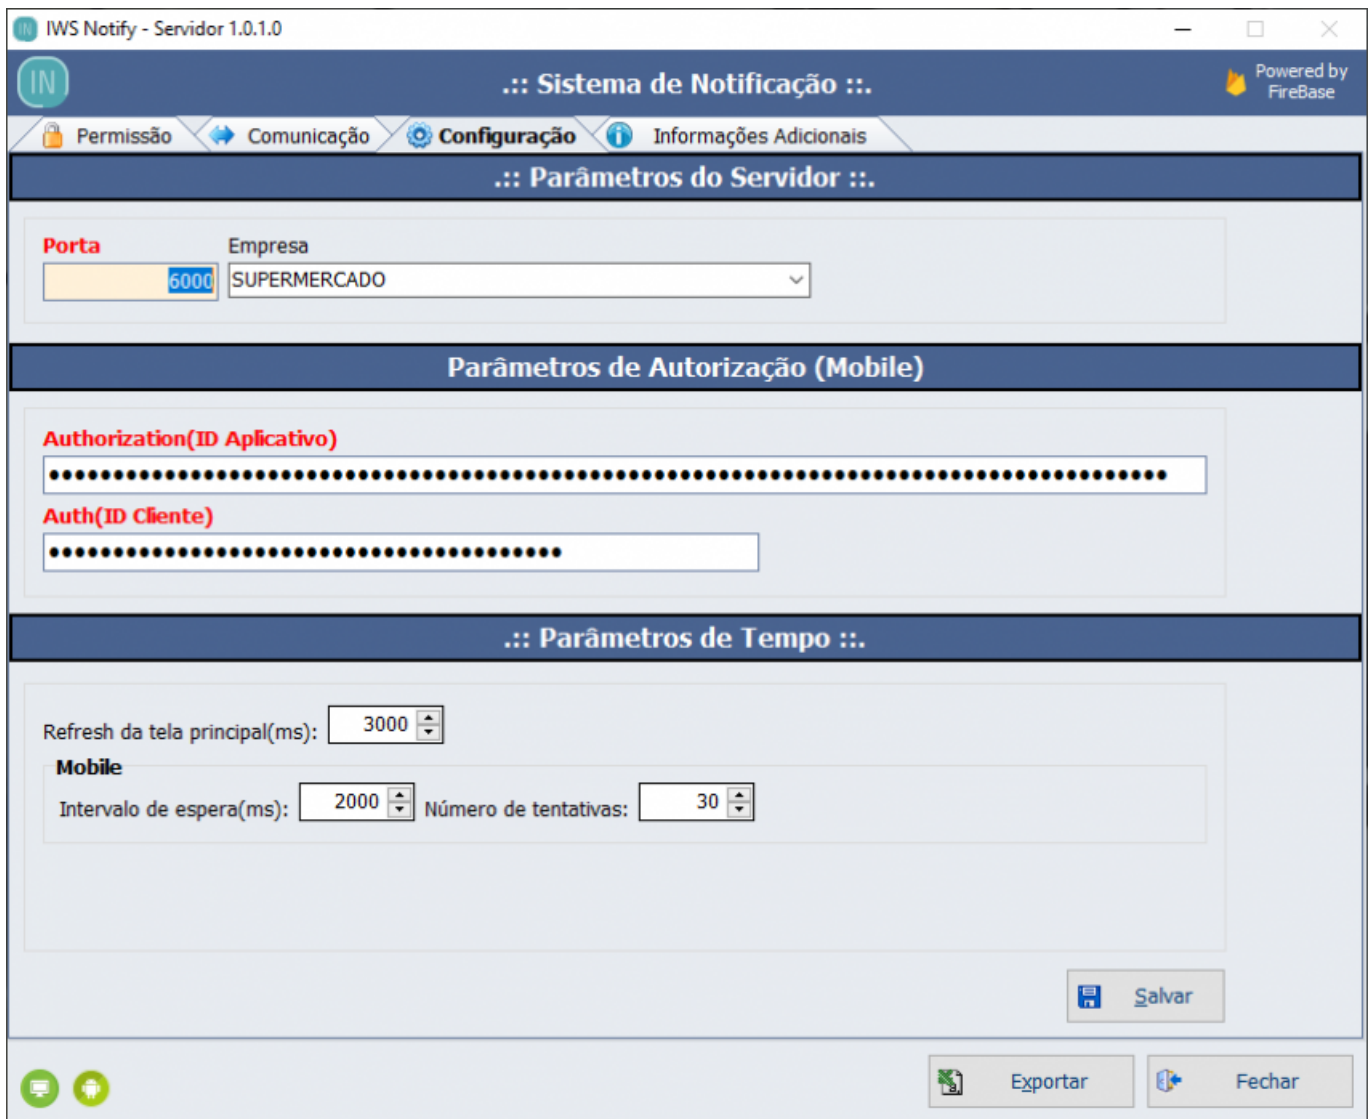 IN IWS Notify - Servidor 1.0.1.0
IN .:: Sistema de Notificação ::. Powered by
FireBase
Permissão Comunicação Configuração Informações Adicionais
.:: Parâmetros do Servidor ::.
Porta Empresa
6000 SUPERMERCADO
Parâmetros de Autorização (Mobile)
Authorization(ID Aplicativo)
Auth(ID Cliente)
.:: Parâmetros de Tempo ::.
Refresh da tela principal(ms): 3000
Mobile
Intervalo de espera(ms): 2000 Número de tentativas: 30
Salvar
Exportar Fechar